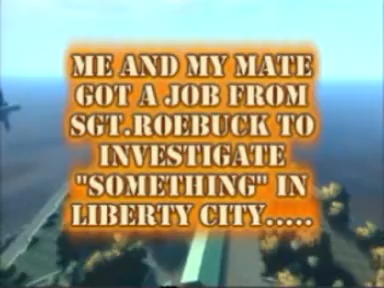 ME AND MY MATE
GOT A JOB FROM
SGT.ROEBUCK TO
INVESTIGATE
"SOMETHING" IN
LIBERTY CITY.....